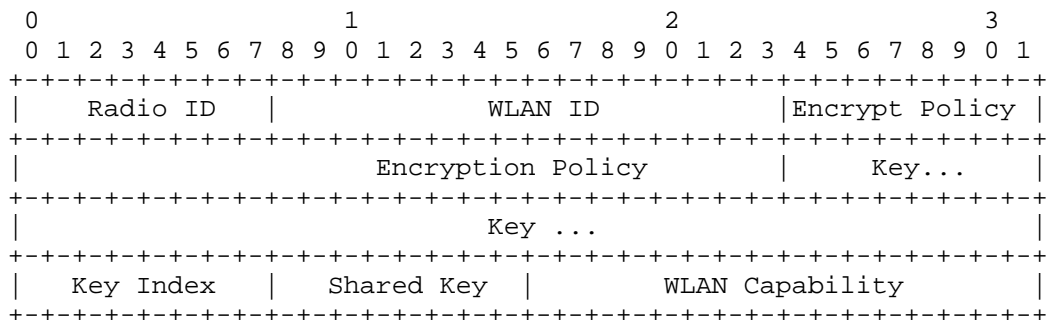 0                   1                   2                   3
 0 1 2 3 4 5 6 7 8 9 0 1 2 3 4 5 6 7 8 9 0 1 2 3 4 5 6 7 8 9 0 1
+-+-+-+-+-+-+-+-+-+-+-+-+-+-+-+-+-+-+-+-+-+-+-+-+-+-+-+-+-+-+-+-+
|    Radio ID   |             WLAN ID           |Encrypt Policy |
+-+-+-+-+-+-+-+-+-+-+-+-+-+-+-+-+-+-+-+-+-+-+-+-+-+-+-+-+-+-+-+-+
|                      Encryption Policy        |     Key...    |
+-+-+-+-+-+-+-+-+-+-+-+-+-+-+-+-+-+-+-+-+-+-+-+-+-+-+-+-+-+-+-+-+
|                             Key ...                           |
+-+-+-+-+-+-+-+-+-+-+-+-+-+-+-+-+-+-+-+-+-+-+-+-+-+-+-+-+-+-+-+-+
|   Key Index   |   Shared Key  |        WLAN Capability        |
+-+-+-+-+-+-+-+-+-+-+-+-+-+-+-+-+-+-+-+-+-+-+-+-+-+-+-+-+-+-+-+-+